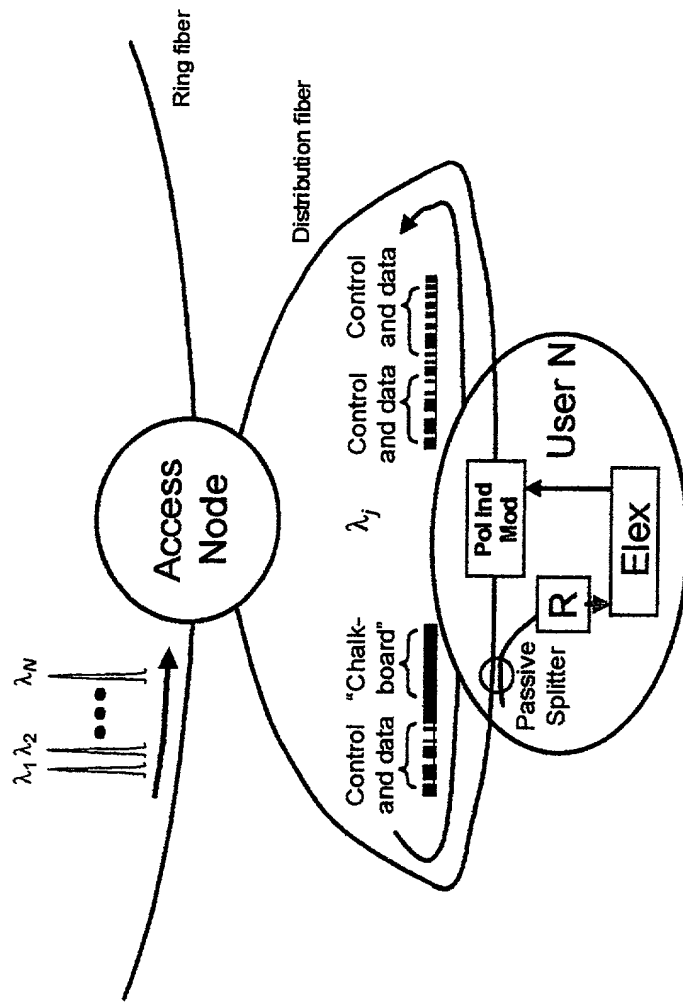 λ1 λ2 λN
Ring fiber
Access
Node
Distribution fiber
Control
and data
"Chalk-
board"
λj
Control
and data
Control
and data
Passive
Splitter
Pol Ind
Mod
R
Elex
User N